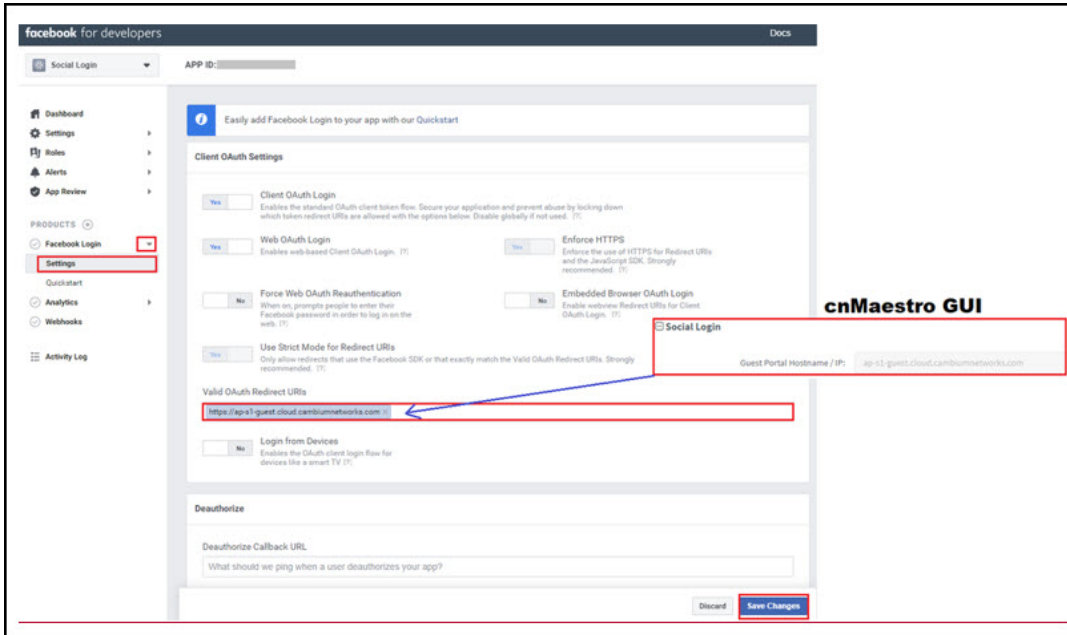 facebook for developers
Docs
Social Login
APP ID:
Dashboard
Settings
Roles
Alerts
App Review
PRODUCTS
Facebook Login
Settings
Quickstart
Analytics
Webhooks
Activity Log
Easily add Facebook Login to your app with our Quickstart
Client OAuth Settings
Yes
Client OAuth Login
Enables the standard OAuth client token flow. Secure your application and prevent abuse by locking down
which token redirect URIs are allowed with the options below. Disable globally if not used. [?]
Yes
Web OAuth Login
Enables web-based Client OAuth Login. [?]
Yes
Enforce HTTPS
Enforce the use of HTTPS for Redirect URIs
and the JavaScript SDK. Strongly
recommended. [?]
No
Force Web OAuth Reauthentication
When on, prompts people to enter their
Facebook password in order to log in on the
web. [?]
No
Embedded Browser OAuth Login
Enable webview Redirect URIs for Client
OAuth Login. [?]
Yes
Use Strict Mode for Redirect URIs
Only allow redirects that use the Facebook SDK or that exactly match the Valid OAuth Redirect URIs. Strongly
recommended. [?]
Valid OAuth Redirect URIs
https://ap-s1-guest.cloud.cambiumnetworks.com ×
No
Login from Devices
Enables the OAuth client login flow for
devices like a smart TV [?]
Deauthorize
Deauthorize Callback URL
What should we ping when a user deauthorizes your app?
Discard
Save Changes
cnMaestro GUI
Social Login
Guest Portal Hostname / IP: ap-s1-guest.cloud.cambiumnetworks.com